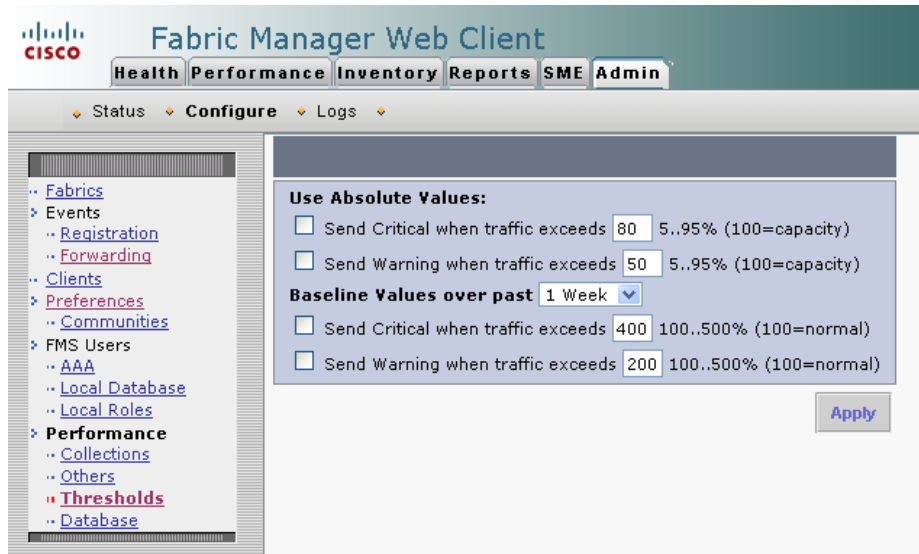 CISCO
Fabric Manager Web Client
Health Performance Inventory Reports SME Admin
Status Configure Logs
Fabrics
Events
Registration
Forwarding
Clients
Preferences
Communities
FMS Users
AAA
Local Database
Local Roles
Performance
Collections
Others
Thresholds
Database
Use Absolute Values:
Send Critical when traffic exceeds 80 5..95% (100=capacity)
Send Warning when traffic exceeds 50 5..95% (100=capacity)
Baseline Values over past 1 Week
Send Critical when traffic exceeds 400 100..500% (100=normal)
Send Warning when traffic exceeds 200 100..500% (100=normal)
Apply